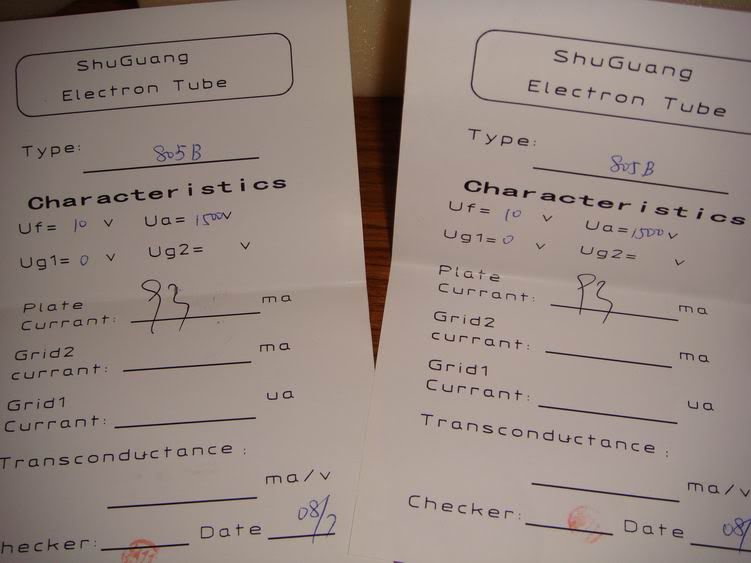 ShuGuang
Electron Tube
Type: 805B
Characteristics
Uf= 10 v Ua= 1500v
Ug1= 0 v Ug2= v
Plate
Currant: 93 ma
Grid2
currant: ma
Grid1
Currant: ua
Transconductance:
ma/v
hecker: Date 08/7
ShuGuang
Electron Tube
Type: 805B
Characteristics
Uf= 10 v Ua=1500v
Ug1= 0 v Ug2= v
Plate
Currant: 93 ma
Grid2
currant: ma
Grid1
Currant: ua
Transconductance:
ma/v
Checker: Date 08/